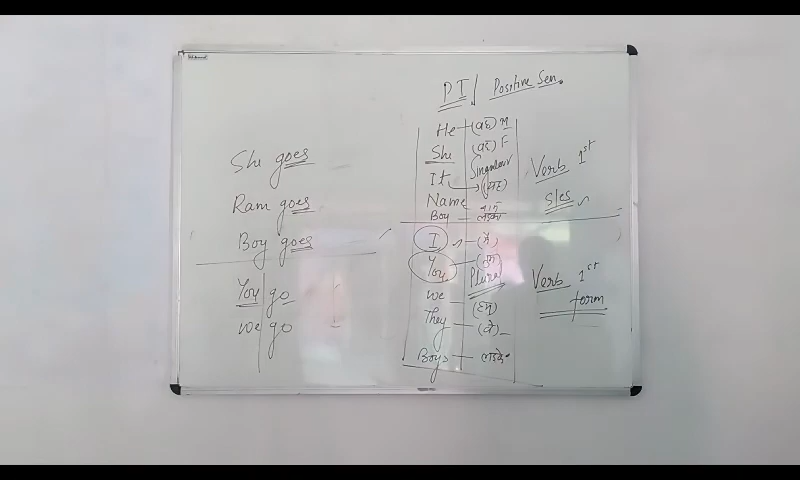 PI / Positive Sen.
She goes
Ram goes
Boy goes
You go
we go
He – (वह) M
She (वह) F
Singular
It → (यह)
Name
Boy – लड़का
I – (मैं)
You – (तुम)
Plural
we – (हम)
They – (वे)
Boys – लड़के
Verb 1st
s/es
Verb 1st
form